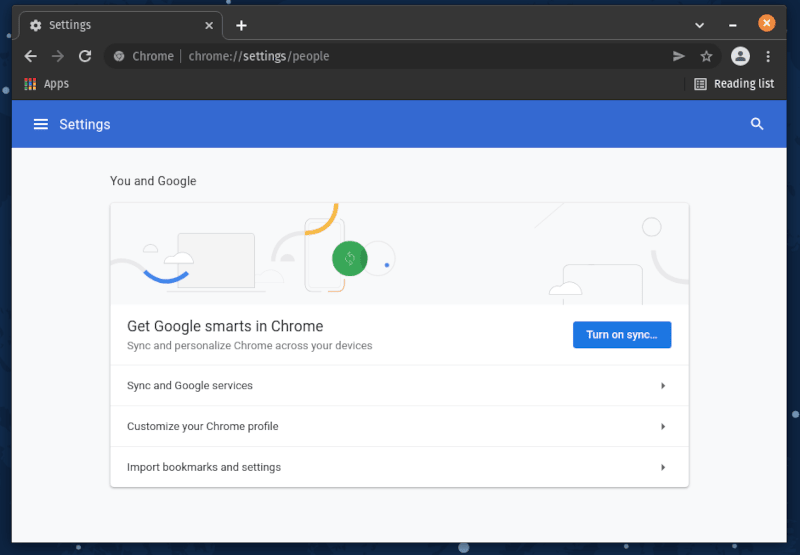 Settings
Chrome | chrome://settings/people
Apps
Reading list
Settings
You and Google
Get Google smarts in Chrome
Sync and personalize Chrome across your devices
Turn on sync...
Sync and Google services
Customize your Chrome profile
Import bookmarks and settings